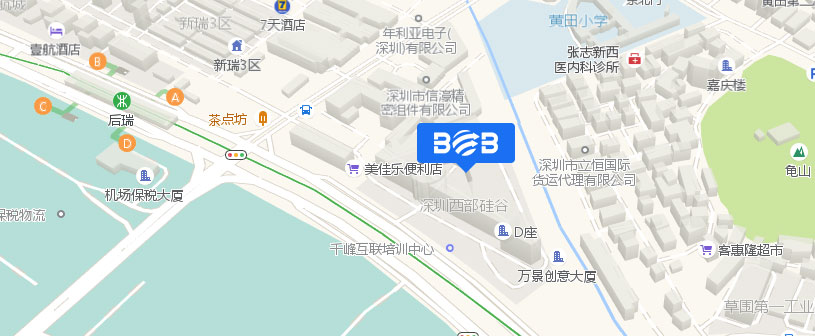 黄田小学
7
7天酒店
新瑞3区
年利亚电子(
深圳)有限公司
壹航酒店
新瑞3区
张志新西
医内科诊所
嘉庆楼
B
A
C
D
后瑞
茶点坊
深圳市信濠精
密组件有限公司
BOB
美佳乐便利店
深圳市立恒国际
货运代理有限公司
龟山
机场保税大厦
保税物流
深圳西部硅谷
D座
千峰互联培训中心
万景创意大厦
客惠隆超市
草围第一工业